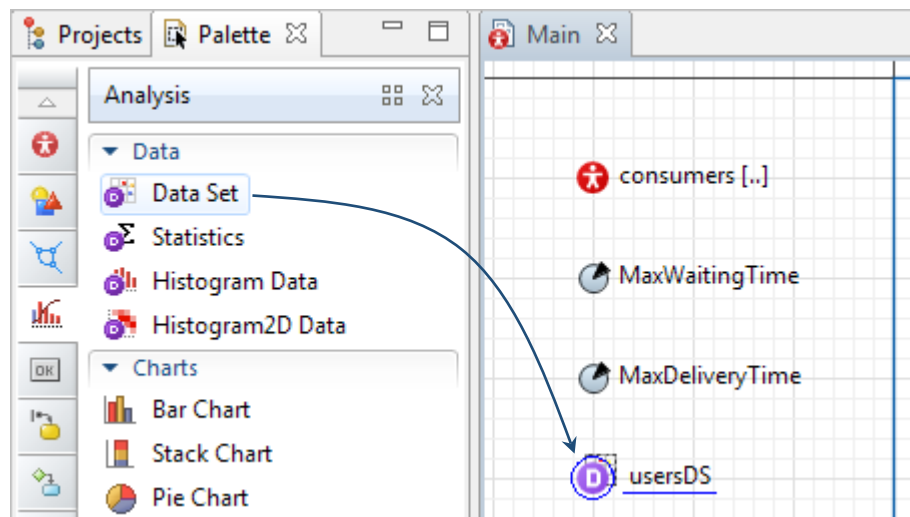 Projects
Palette
Main
Analysis
Data
Data Set
Statistics
Histogram Data
Histogram2D Data
OK
Charts
Bar Chart
Stack Chart
Pie Chart
consumers [..]
MaxWaitingTime
MaxDeliveryTime
D usersDS